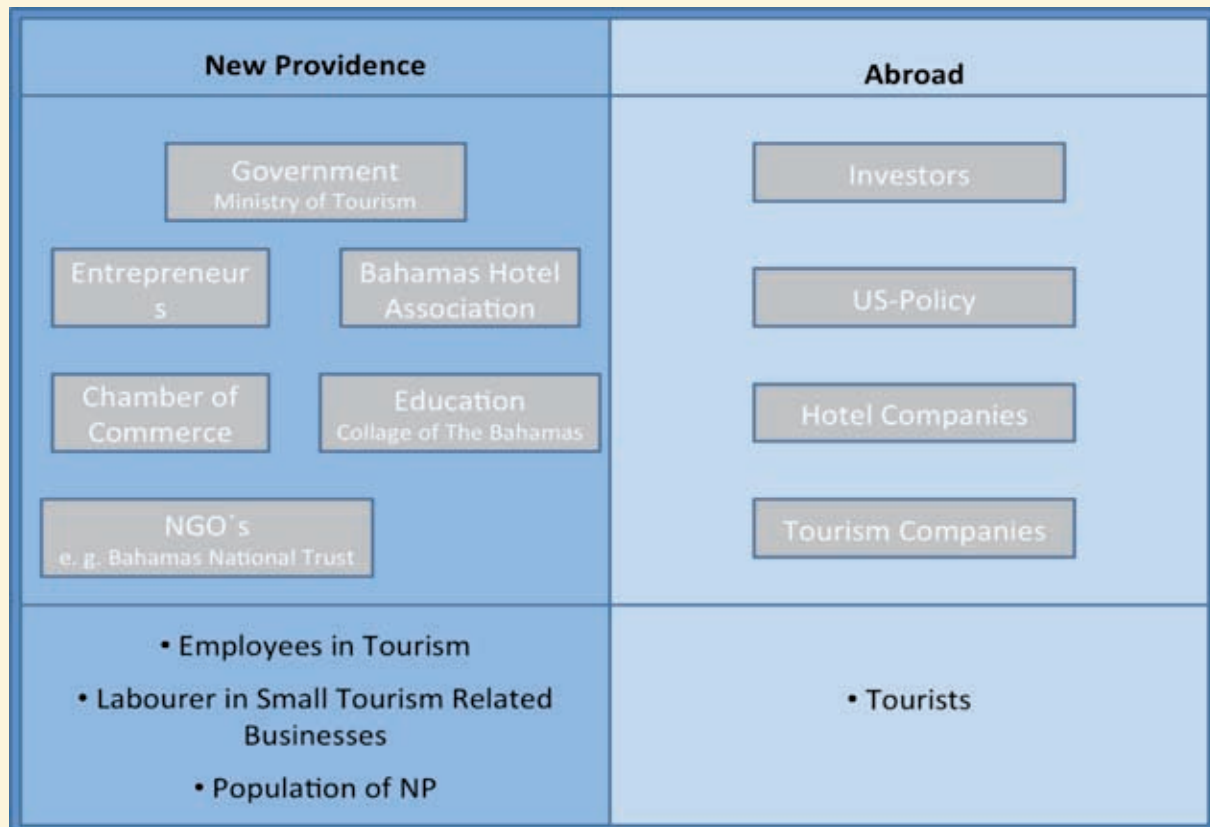 New Providence
Abroad
Government
Ministry of Tourism
Entrepreneur
s
Bahamas Hotel
Association
Chamber of
Commerce
Education
Collage of The Bahamas
NGO´s
e. g. Bahamas National Trust
Investors
US-Policy
Hotel Companies
Tourism Companies
• Employees in Tourism
• Labourer in Small Tourism Related
Businesses
• Population of NP
• Tourists